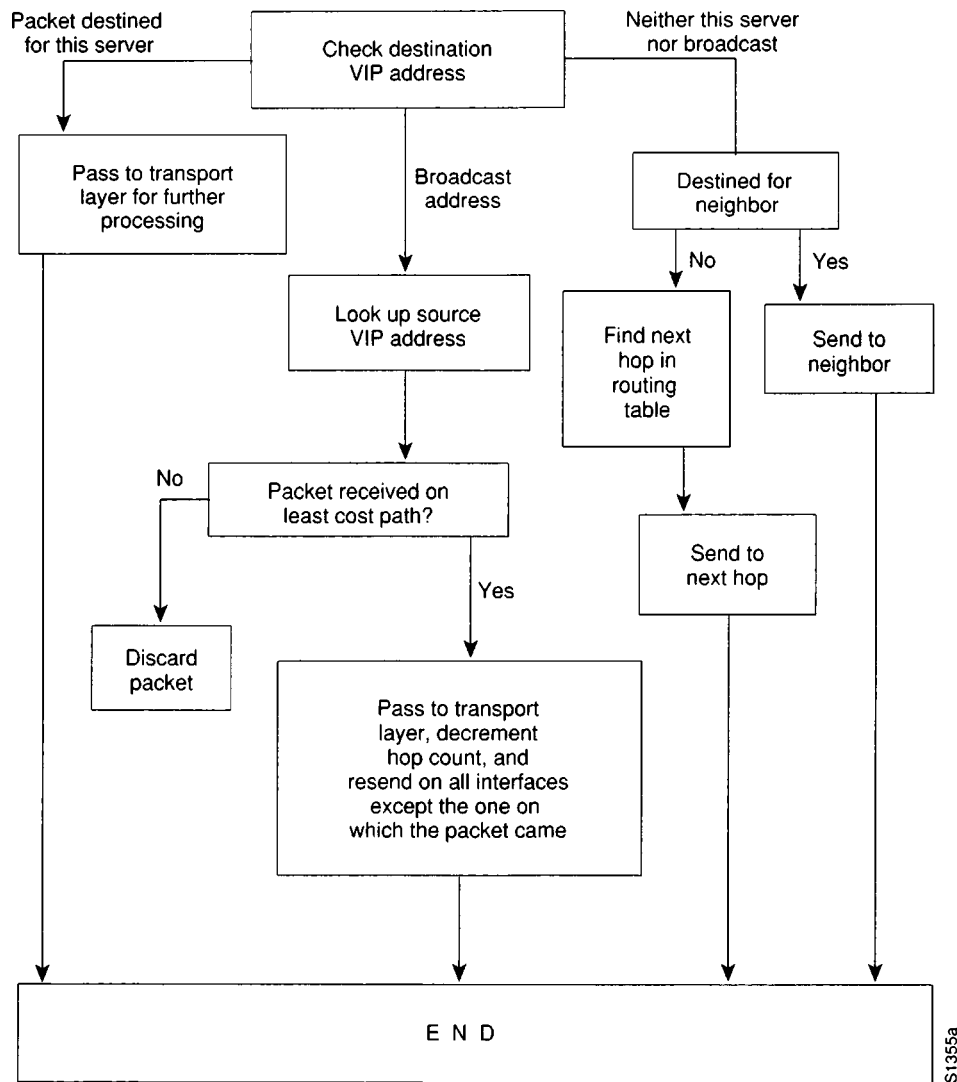 Packet destined
for this server
Check destination
VIP address
Neither this server
nor broadcast
Pass to transport
layer for further
processing
Broadcast
address
Destined for
neighbor
No
Yes
Look up source
VIP address
Find next
hop in
routing
table
Send to
neighbor
No
Packet received on
least cost path?
Yes
Send to
next hop
Discard
packet
Pass to transport
layer, decrement
hop count, and
resend on all interfaces
except the one on
which the packet came
E N D
S1355a